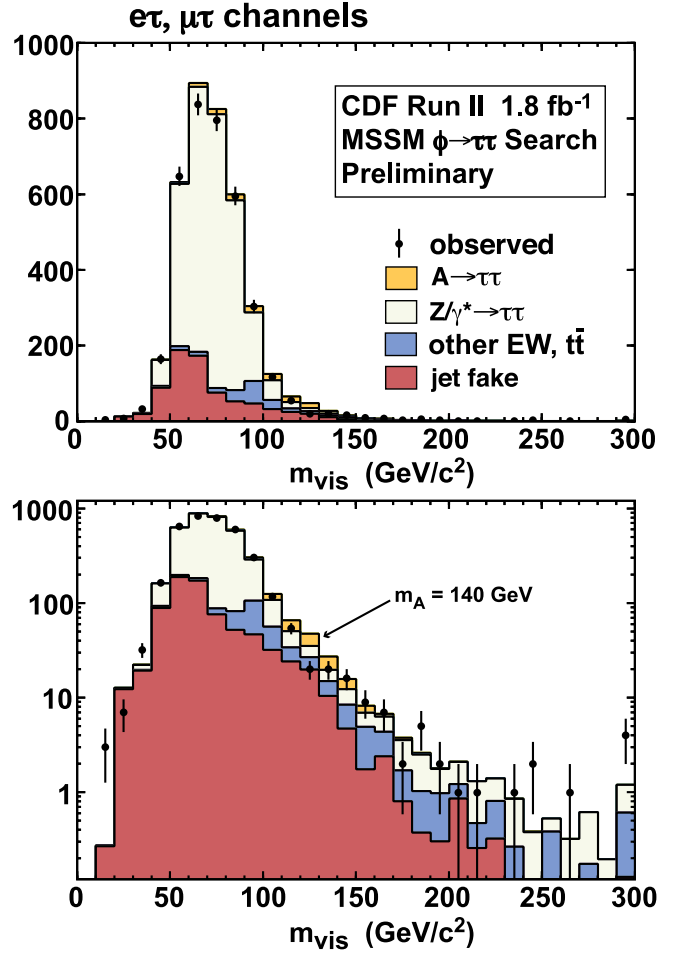 eτ, μτ channels
1000
800
600
400
200
0
CDF Run II 1.8 fb⁻¹
MSSM ϕ→ττ Search
Preliminary
observed
A→ττ
Z/γ*→ττ
other EW, tt̄
jet fake
0 50 100 150 200 250 300
m_vis (GeV/c²)
1000
100
10
1
m_A = 140 GeV
0 50 100 150 200 250 300
m_vis (GeV/c²)